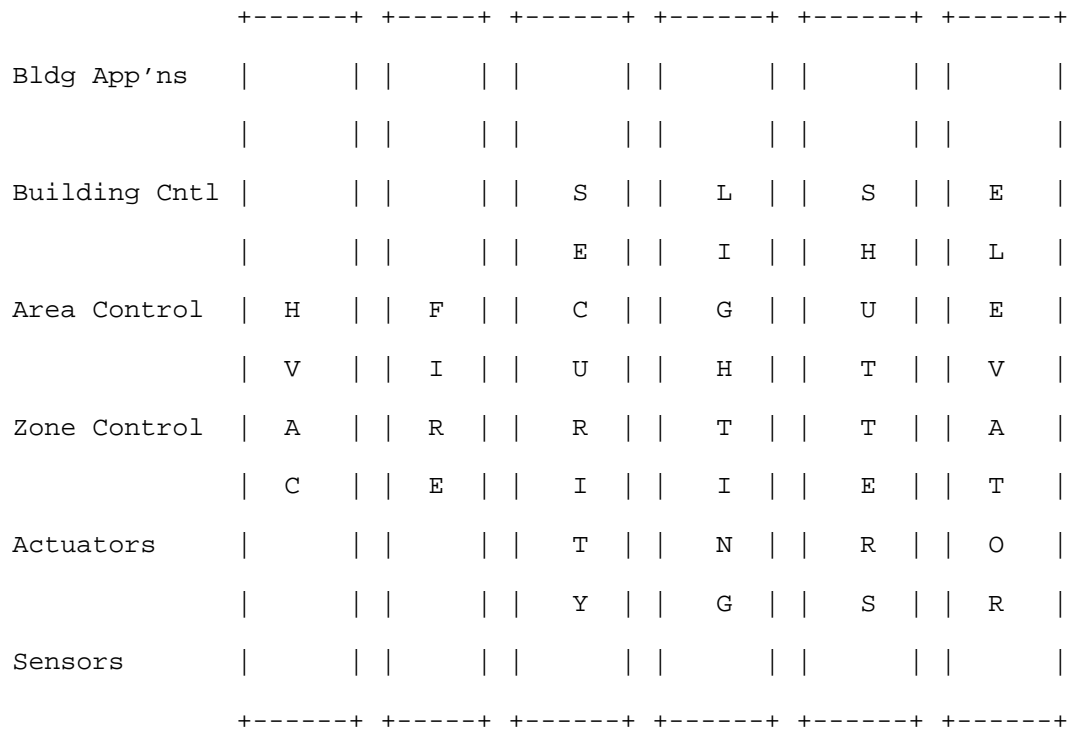 +------+ +-----+ +------+ +------+ +------+ +------+
Bldg App'ns   |      | |     | |      | |      | |      | |      |
              |      | |     | |      | |      | |      | |      |
Building Cntl |      | |     | |  S   | |  L   | |  S   | |  E   |
              |      | |     | |  E   | |  I   | |  H   | |  L   |
Area Control  |  H   | |  F  | |  C   | |  G   | |  U   | |  E   |
              |  V   | |  I  | |  U   | |  H   | |  T   | |  V   |
Zone Control  |  A   | |  R  | |  R   | |  T   | |  T   | |  A   |
              |  C   | |  E  | |  I   | |  I   | |  E   | |  T   |
Actuators     |      | |     | |  T   | |  N   | |  R   | |  O   |
              |      | |     | |  Y   | |  G   | |  S   | |  R   |
Sensors       |      | |     | |      | |      | |      | |      |
              +------+ +-----+ +------+ +------+ +------+ +------+